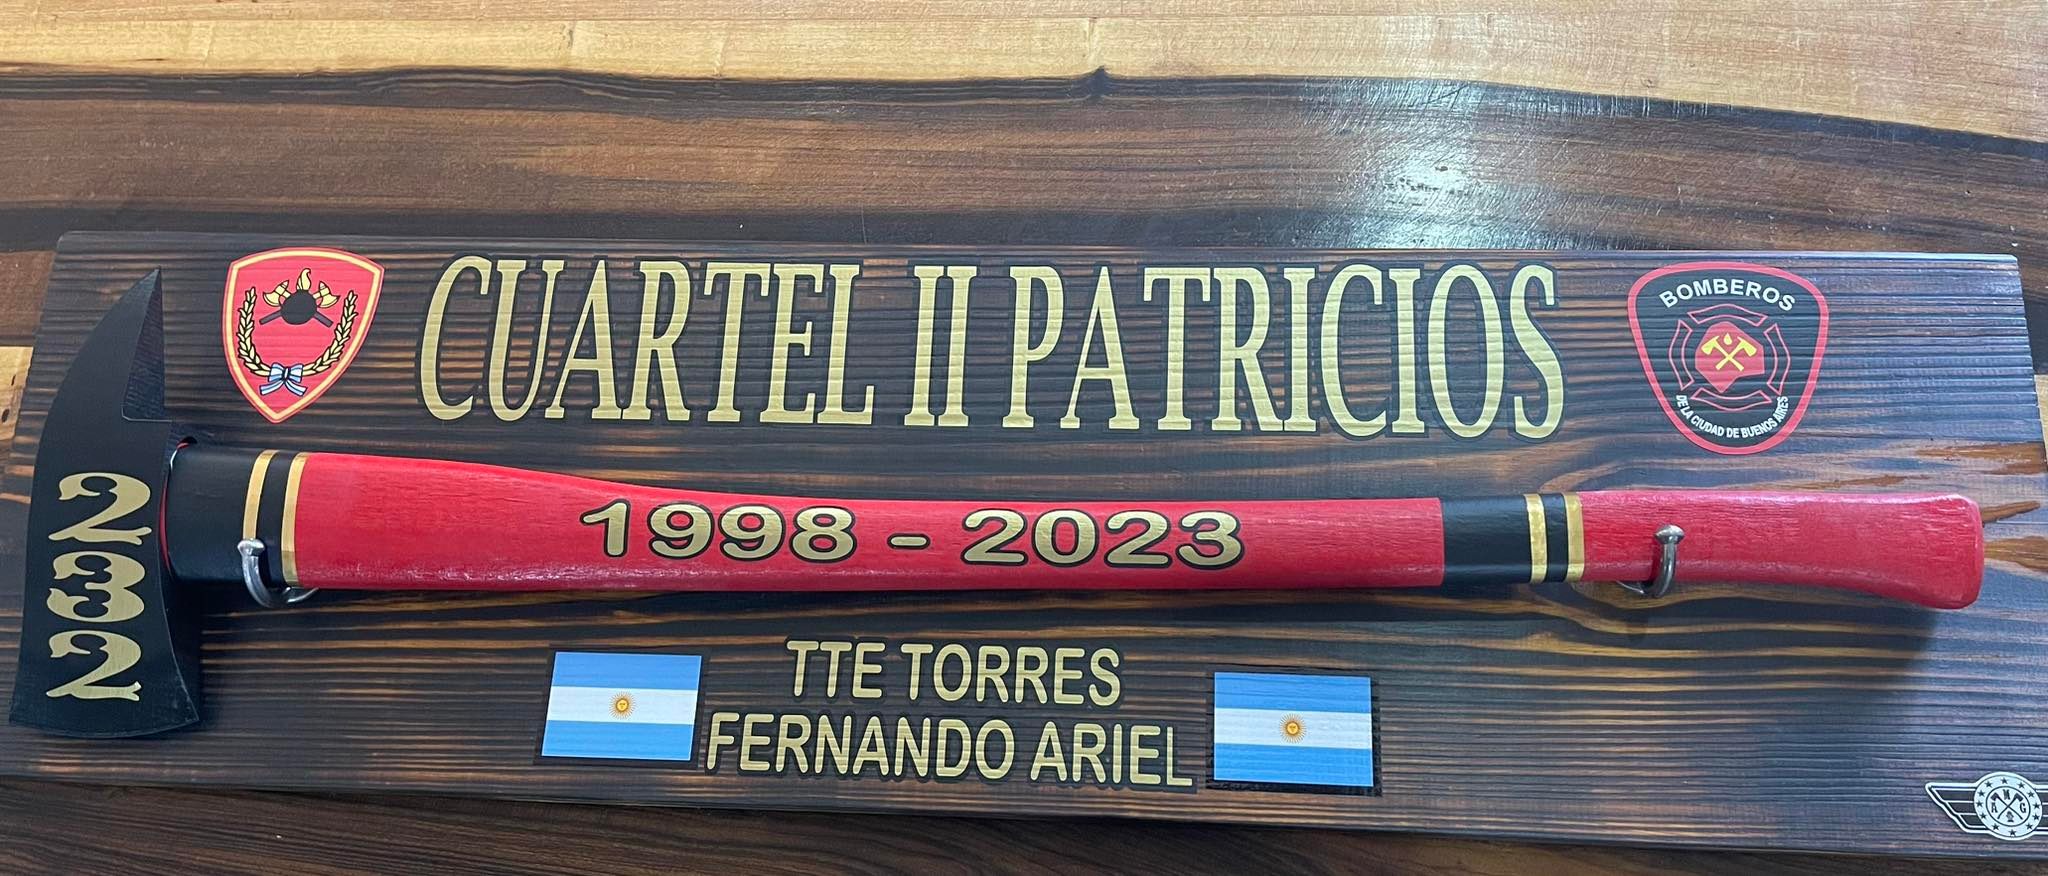 CUARTEL II PATRICIOS
BOMBEROS
DE LA CIUDAD DE BUENOS AIRES
232
1998 - 2023
TTE TORRES
FERNANDO ARIEL
A M G